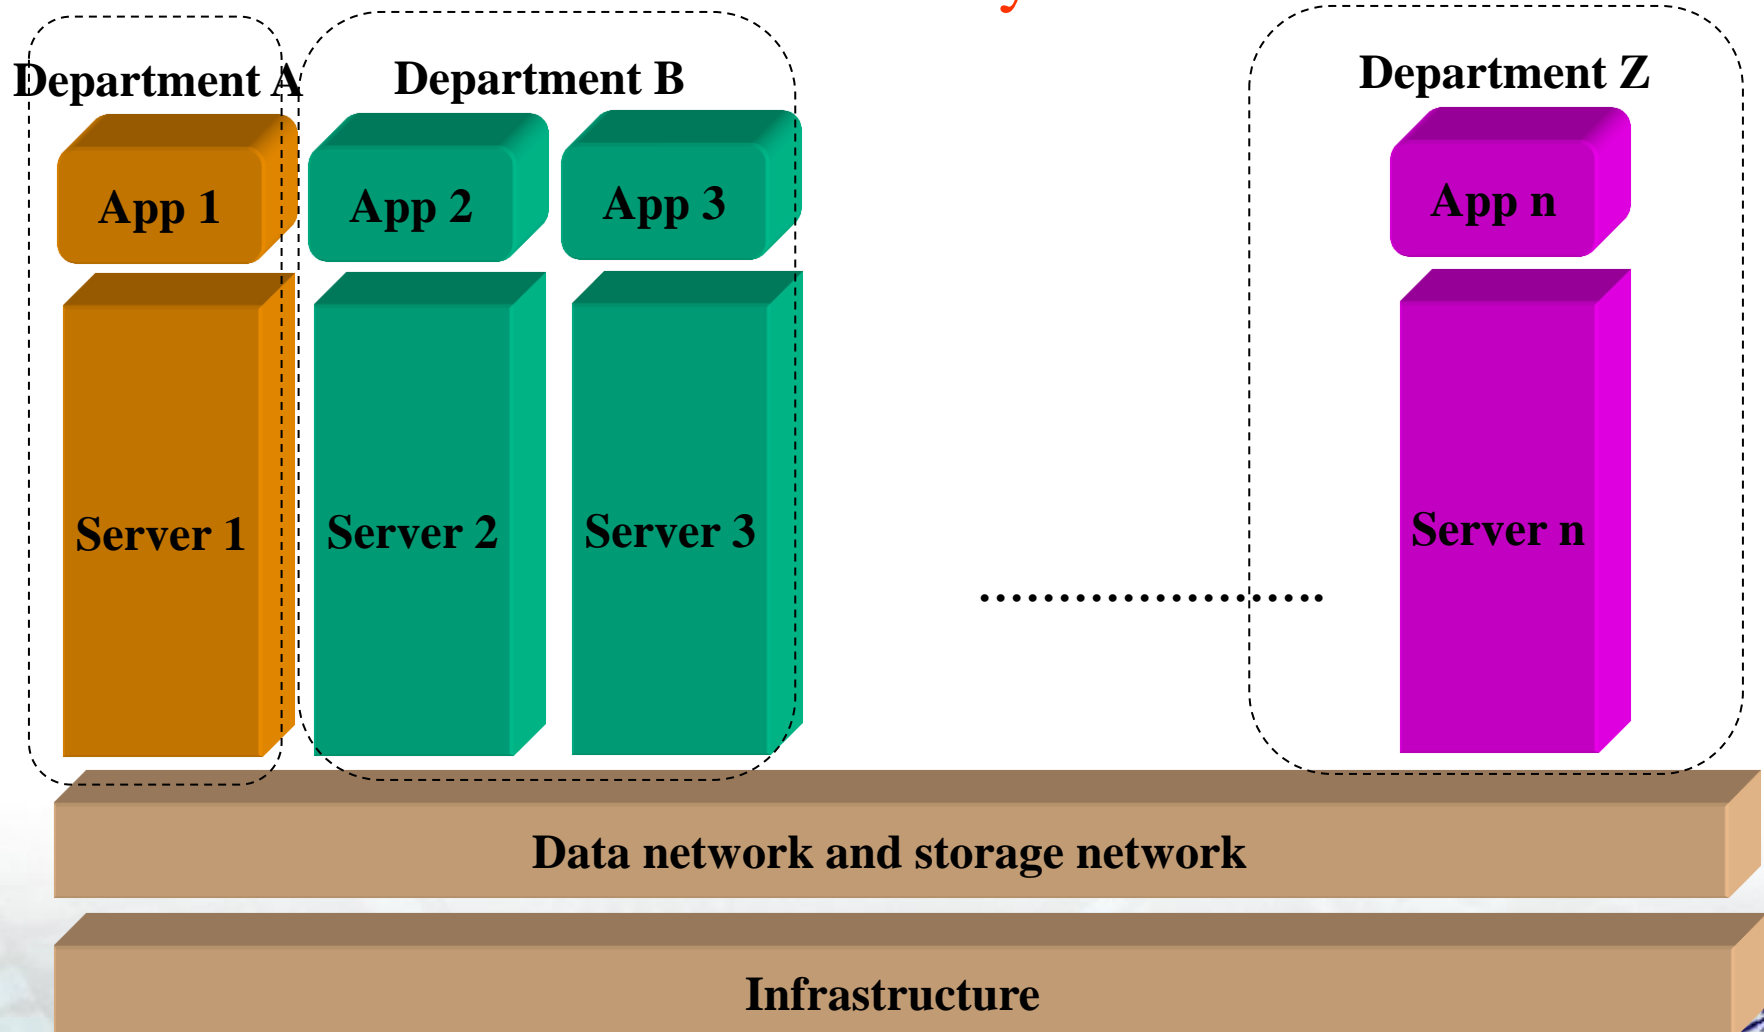 Department A
Department B
Department Z
App 1
App 2
App 3
App n
Server 1
Server 2
Server 3
Server n
Data network and storage network
Infrastructure